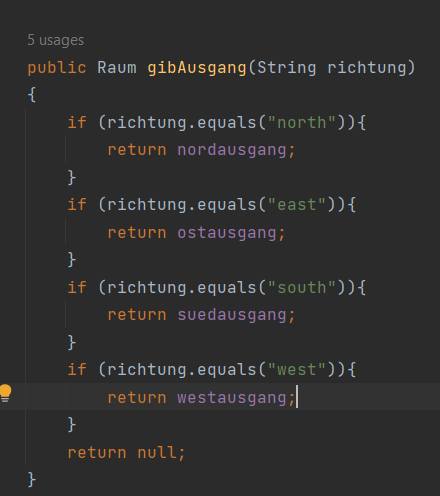 5 usages
public Raum gibAusgang(String richtung)
{
if (richtung.equals("north")){
return nordausgang;
}
if (richtung.equals("east")){
return ostausgang;
}
if (richtung.equals("south")){
return suedausgang;
}
if (richtung.equals("west")){
return westausgang;
}
return null;
}